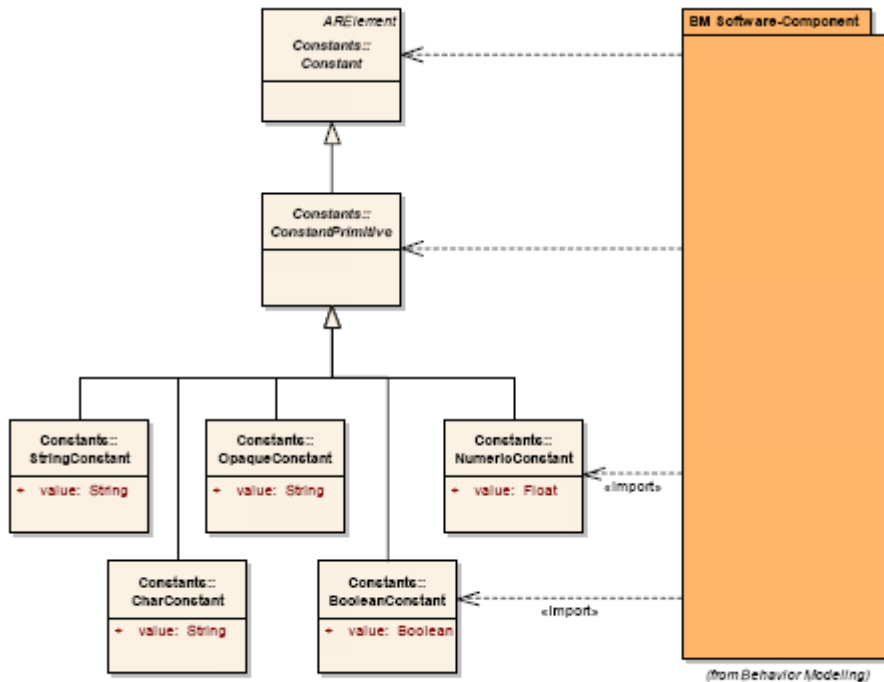 ARElement
Constants::
Constant
BM Software-Component
Constants::
ConstantPrimitive
Constants::
StringConstant
+ value: String
Constants::
OpaqueConstant
+ value: String
Constants::
NumericConstant
+ value: Float
«import»
Constants::
CharConstant
+ value: String
Constants::
BooleanConstant
+ value: Boolean
«import»
(from Behavior Modeling)